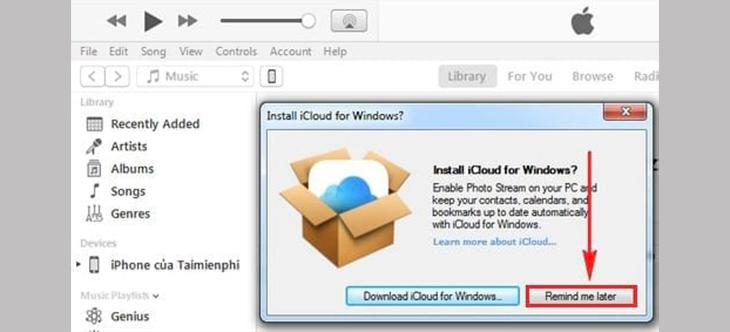 File Edit Song View Controls Account Help
Music
Library For You Browse
Library
Recently Added
Artists
Albums
Songs
Genres
Devices
iPhone của Taimienphi
Music Playlists
Genius
Install iCloud for Windows?
Install iCloud for Windows?
Enable Photo Stream on your PC and
keep your contacts, calendars, and
bookmarks up to date automatically
with iCloud for Windows.
Learn more about iCloud...
Download iCloud for Windows...
Remind me later